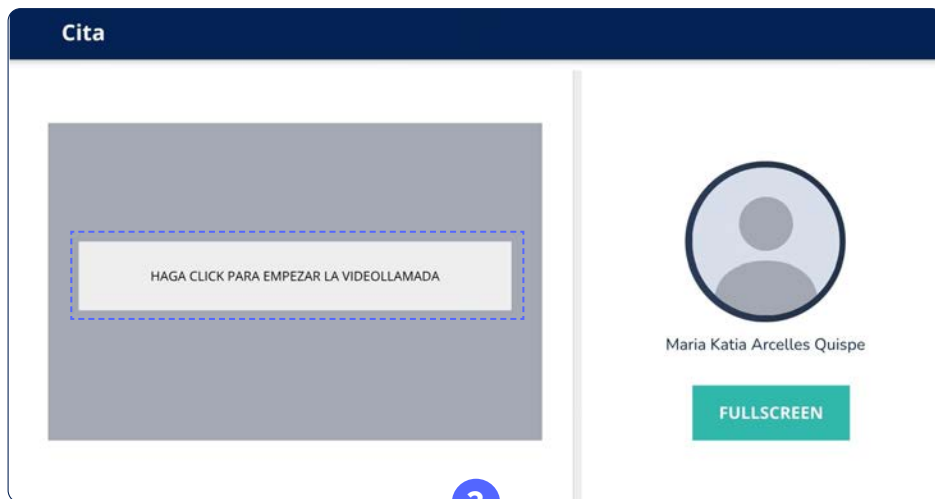 Cita
HAGA CLICK PARA EMPEZAR LA VIDEOLLAMADA
Maria Katia Arcelles Quispe
FULLSCREEN